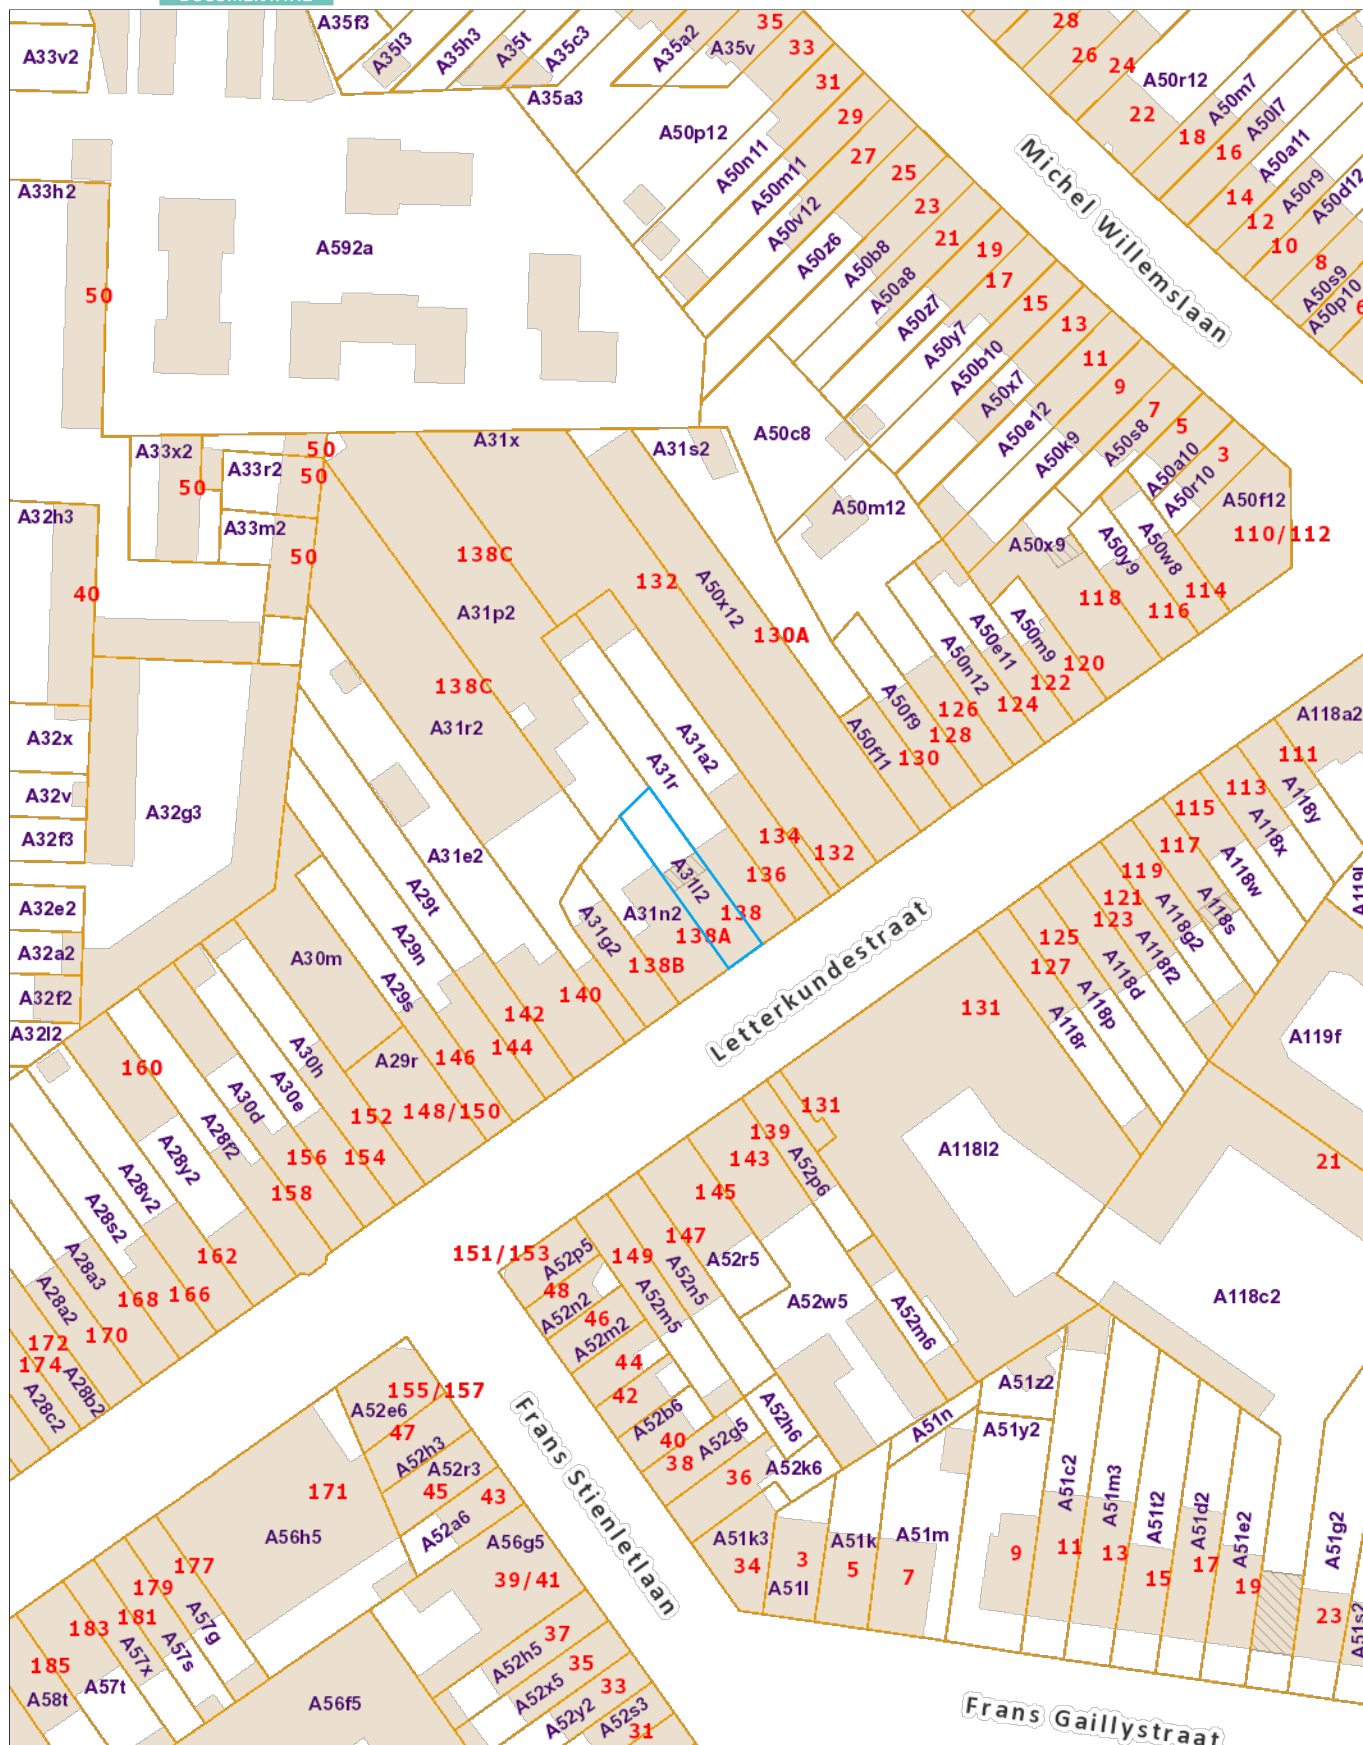 A35f3
35
28
A33v2
A35l3
A35h3
A35t
A35c3
A35a2
A35v
33
26
24
A35a3
31
A50r12
A50m7
A50l7
22
29
A50p12
18
16
A50a11
27
A50n11
A50m11
25
14
A50r9
A50d12
A33h2
23
12
A50v12
Michel Willemslaan
A592a
21
19
10
A50z6
A50b8
8
50
A50a8
17
A50s9
A50p10
A50z7
15
A50y7
13
A50b10
11
A50x7
9
A50e12
7
A50c8
A31x
A33x2
50
A31s2
A50k9
A50s8
5
3
A33r2
50
A50a10
50
A50r10
A50f12
A32h3
A33m2
A50m12
110/112
A50x9
A50y9
A50w8
50
138C
40
132
A50x12
118
114
116
A31p2
130A
A50m9
A50e11
A50n12
120
122
138C
A50f9
126
124
A31r2
A50f11
128
130
A118a2
A32x
A31a2
A31r
111
A32v
113
A118y
A32g3
A32f3
115
A118x
134
132
117
A118w
A31e2
136
119
A31l2
A29t
121
A118s
A32e2
A31n2
138
123
A118g2
A29n
A31g2
138A
125
A118f2
A32a2
A30m
138B
127
A118d
A29s
140
Letterkundestraat
131
A118p
A32f2
142
A118r
A32l2
144
A119f
A29r
146
160
A30h
A30e
152
148/150
131
A30d
139
A28f2
143
A118l2
156
154
A52p6
21
A28y2
158
145
A28v2
147
A28s2
162
151/153
A52p5
149
A52r5
A28a3
A52n5
48
A28a2
168
166
A52n2
A52m5
A52w5
A118c2
46
A52m6
170
172
A52m2
174
44
A28b2
A51z2
155/157
42
A28c2
A52e6
A52b6
A52h6
47
A52g5
A51n
A51y2
40
A52h3
38
A52r3
A52k6
36
A51c2
A51m3
171
45
43
A51t2
A51d2
A52a6
A56h5
A56g5
A51k3
A51k
A51m
A51e2
A51g2
Frans Stienletlaan
34
3
5
7
9
11
13
15
17
19
177
39/41
A51l
179
23
181
A57g
183
37
A57s
A57x
A52h5
35
185
A57t
A52x5
33
A58t
A56f5
A52y2
A52s3
31
A51s2
Frans Gaillystraat